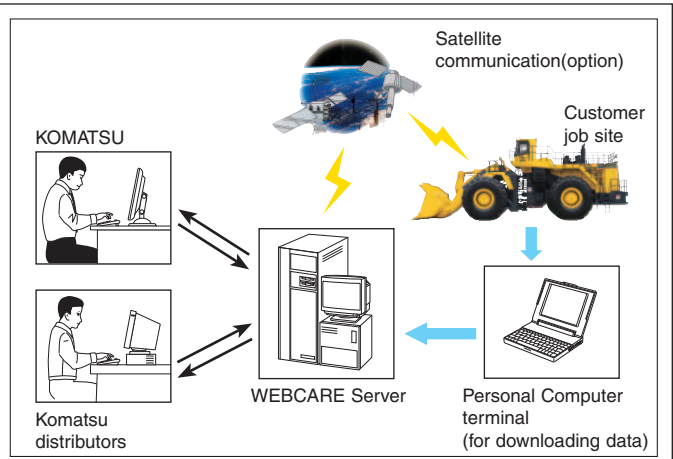 Satellite
communication(option)
KOMATSU
Customer
job site
WEBCARE Server
Komatsu
distributors
Personal Computer
terminal
(for downloading data)